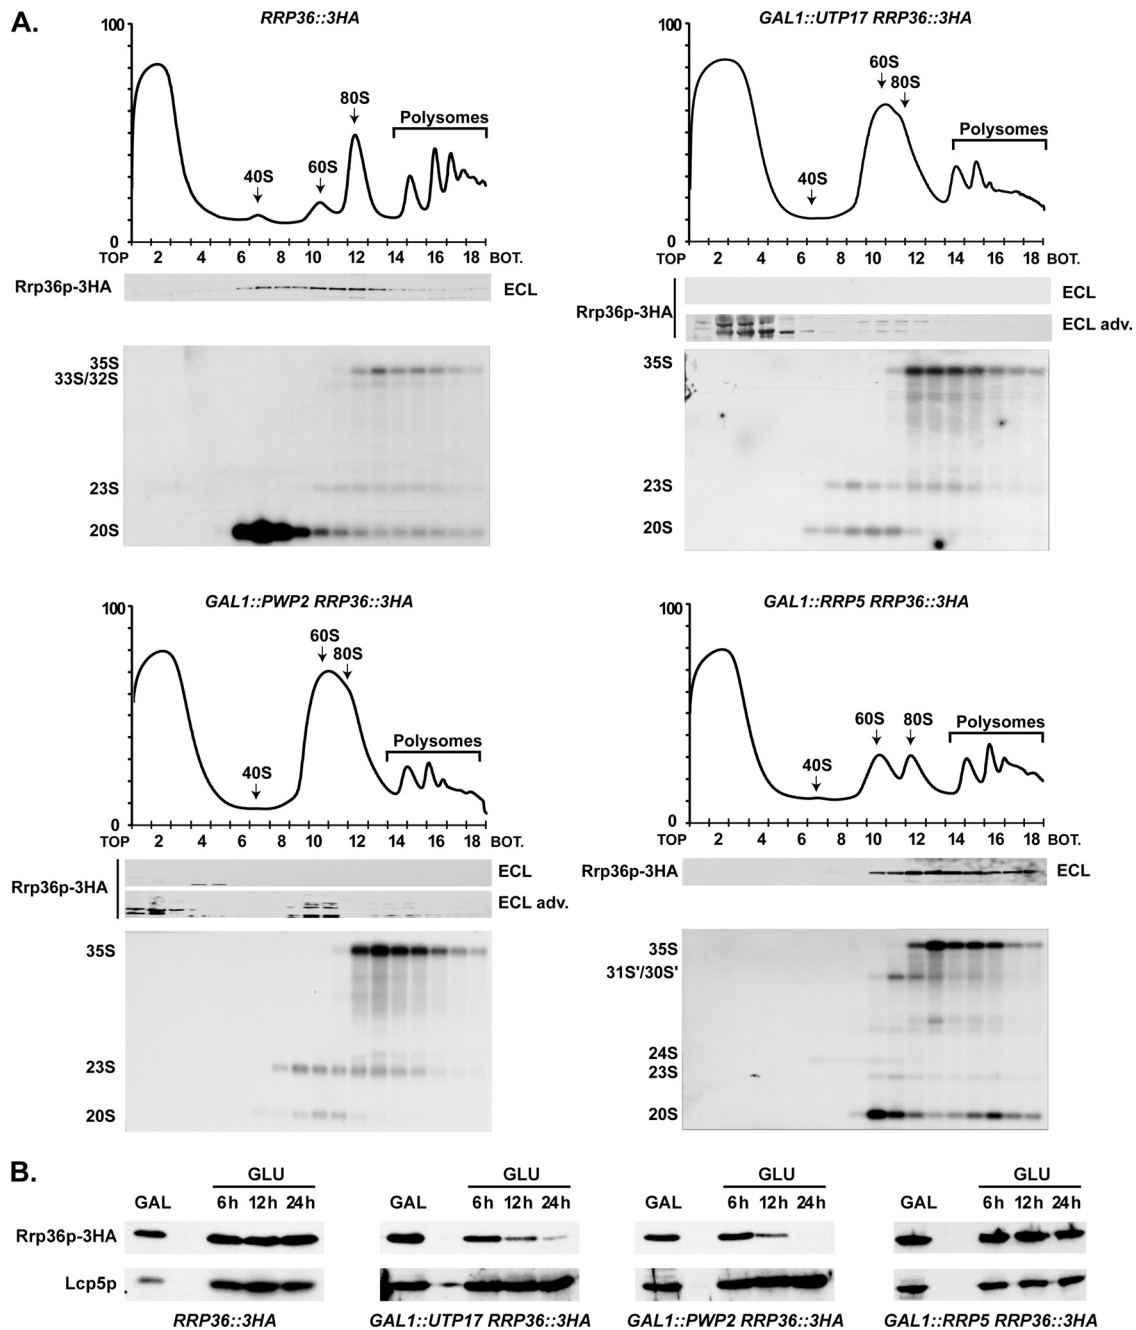 A.
RRP36::3HA
100
80S
Polysomes
60S
40S
0
TOP 2 4 6 8 10 12 14 16 18 BOT.
Rrp36p-3HA ECL
35S
33S/32S
23S
20S
GAL1::UTP17 RRP36::3HA
100
60S
80S
Polysomes
40S
0
TOP 2 4 6 8 10 12 14 16 18 BOT.
ECL
Rrp36p-3HA
ECL adv.
35S
23S
20S
GAL1::PWP2 RRP36::3HA
100
60S
80S
Polysomes
40S
0
TOP 2 4 6 8 10 12 14 16 18 BOT.
ECL
Rrp36p-3HA
ECL adv.
35S
23S
20S
GAL1::RRP5 RRP36::3HA
100
60S 80S Polysomes
40S
0
TOP 2 4 6 8 10 12 14 16 18 BOT.
Rrp36p-3HA ECL
35S
31S'/30S'
24S
23S
20S
B.
GLU GLU GLU GLU
GAL 6h 12h 24h GAL 6h 12h 24h GAL 6h 12h 24h GAL 6h 12h 24h
Rrp36p-3HA
Lcp5p
RRP36::3HA GAL1::UTP17 RRP36::3HA GAL1::PWP2 RRP36::3HA GAL1::RRP5 RRP36::3HA